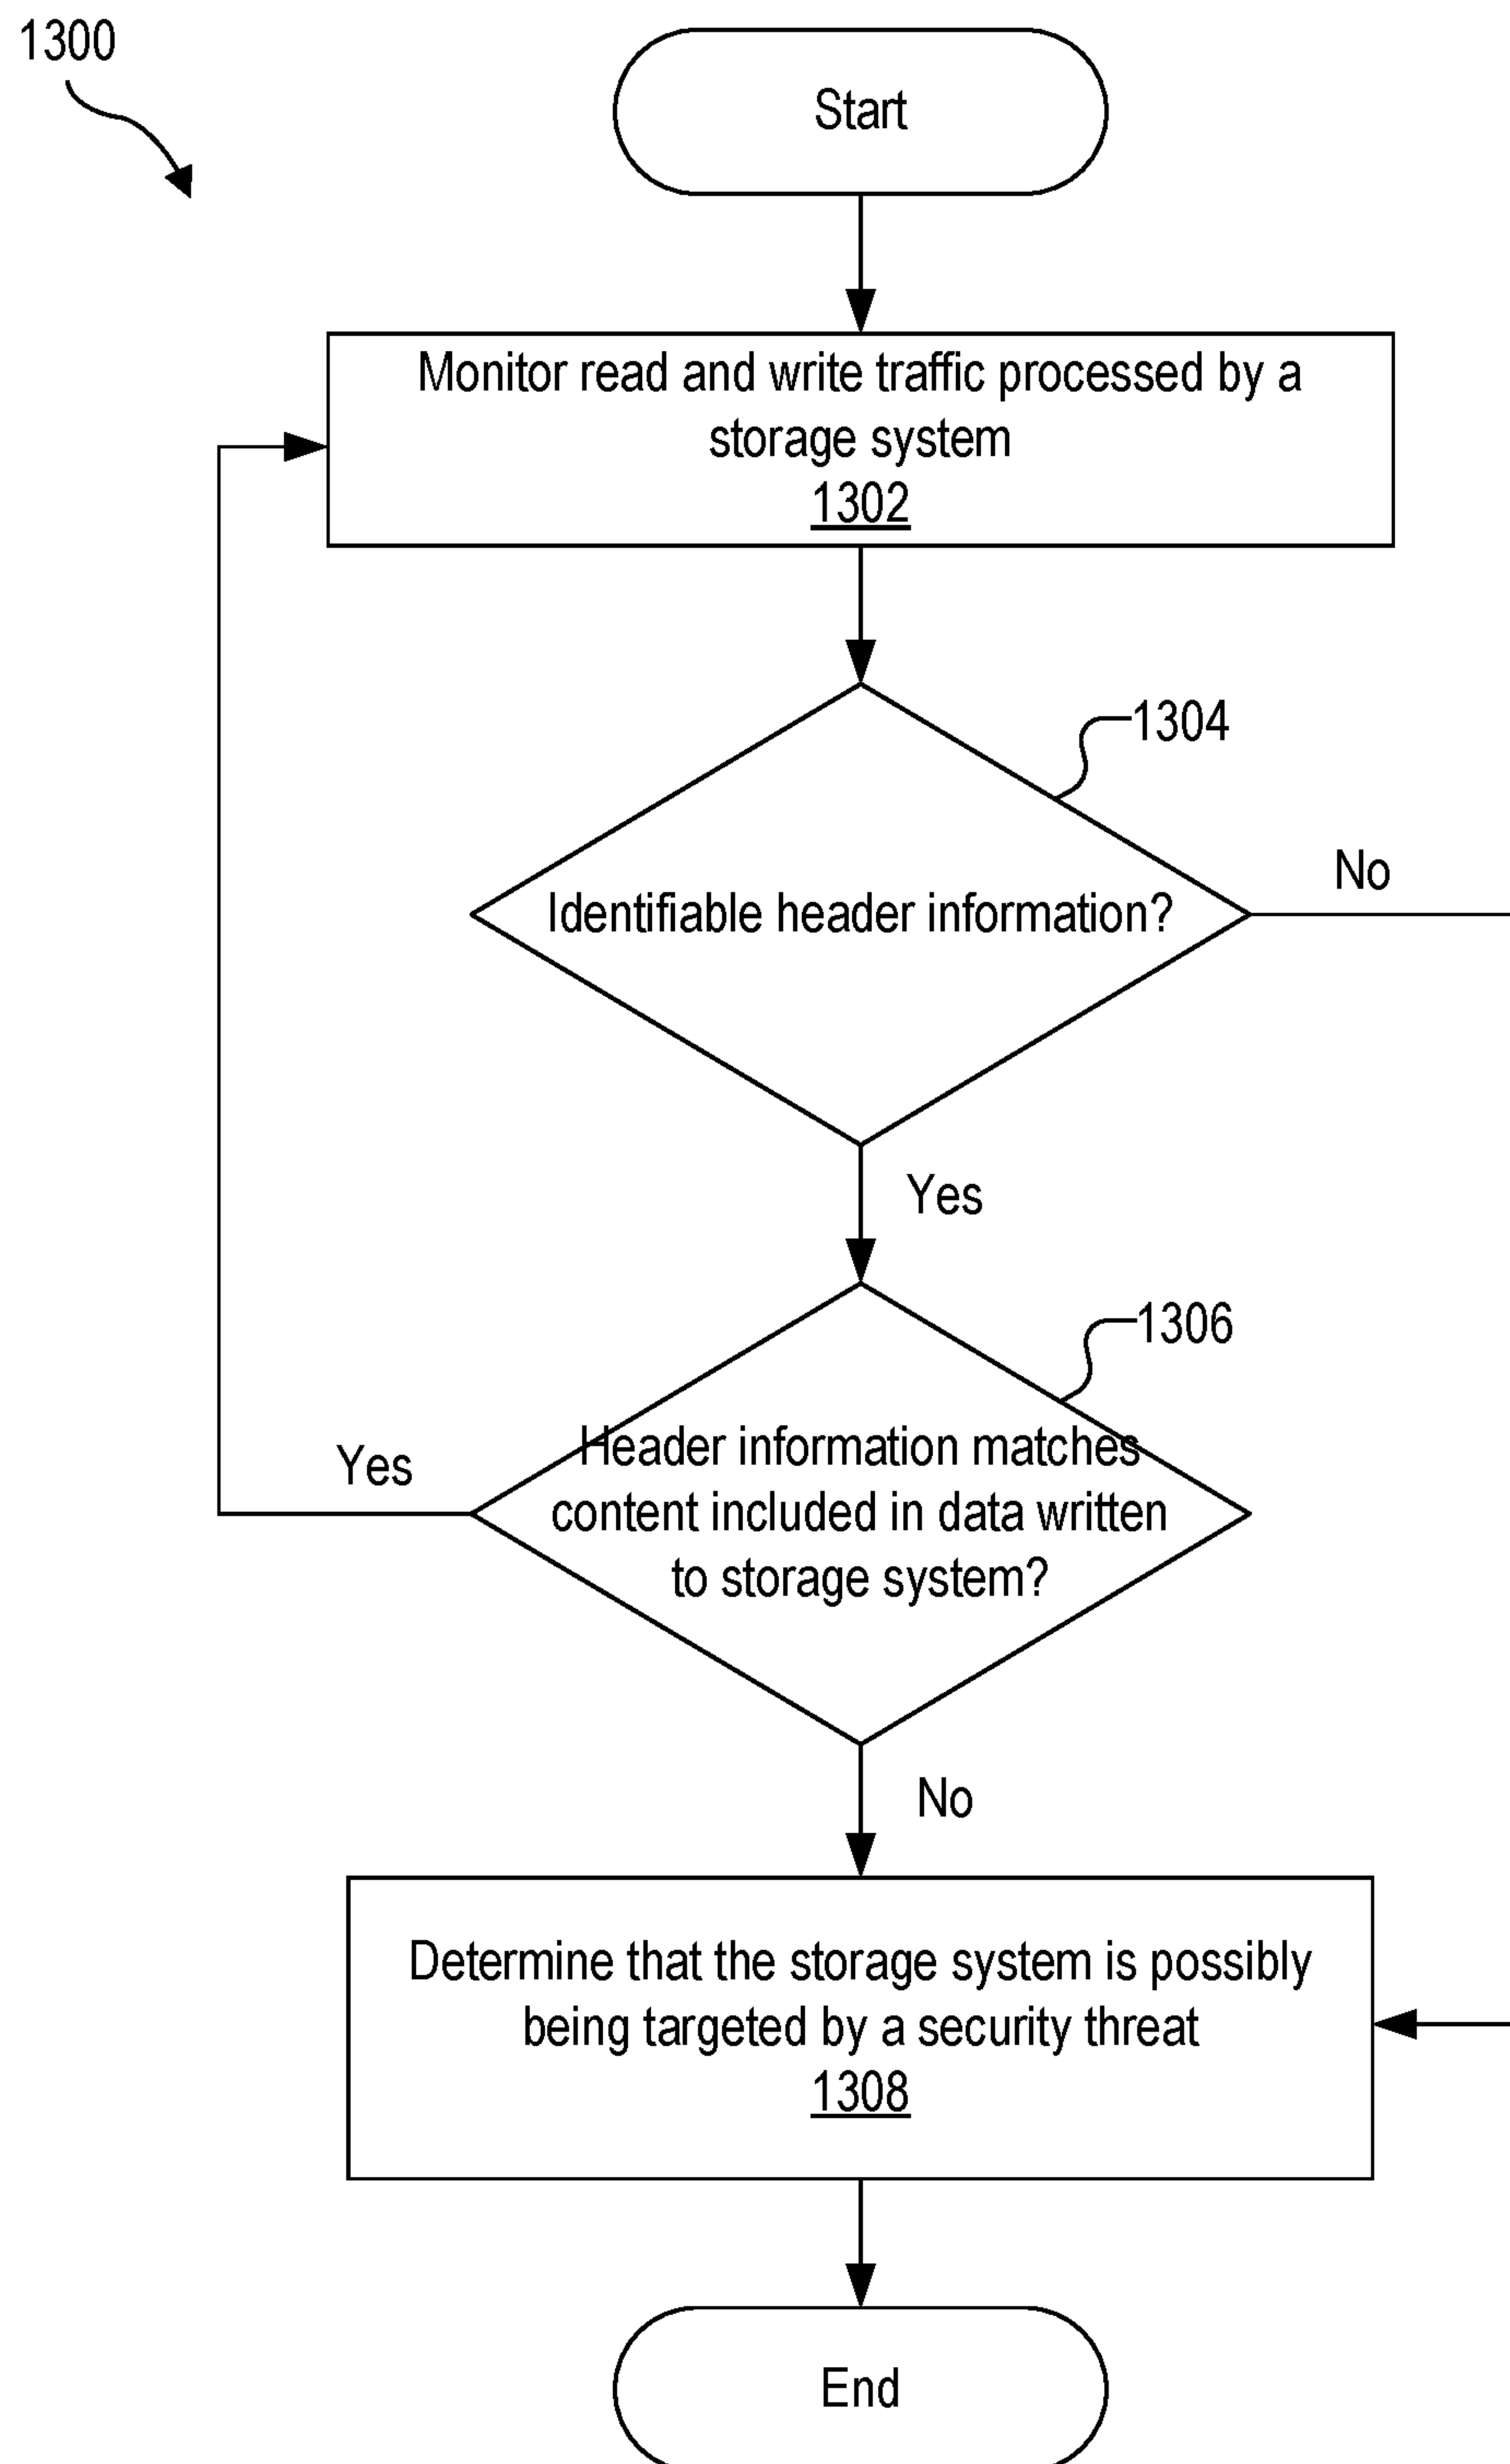 1300
Start
Monitor read and write traffic processed by a
storage system
1302
1304
Identifiable header information?
No
Yes
1306
Header information matches
content included in data written
to storage system?
Yes
No
Determine that the storage system is possibly
being targeted by a security threat
1308
End